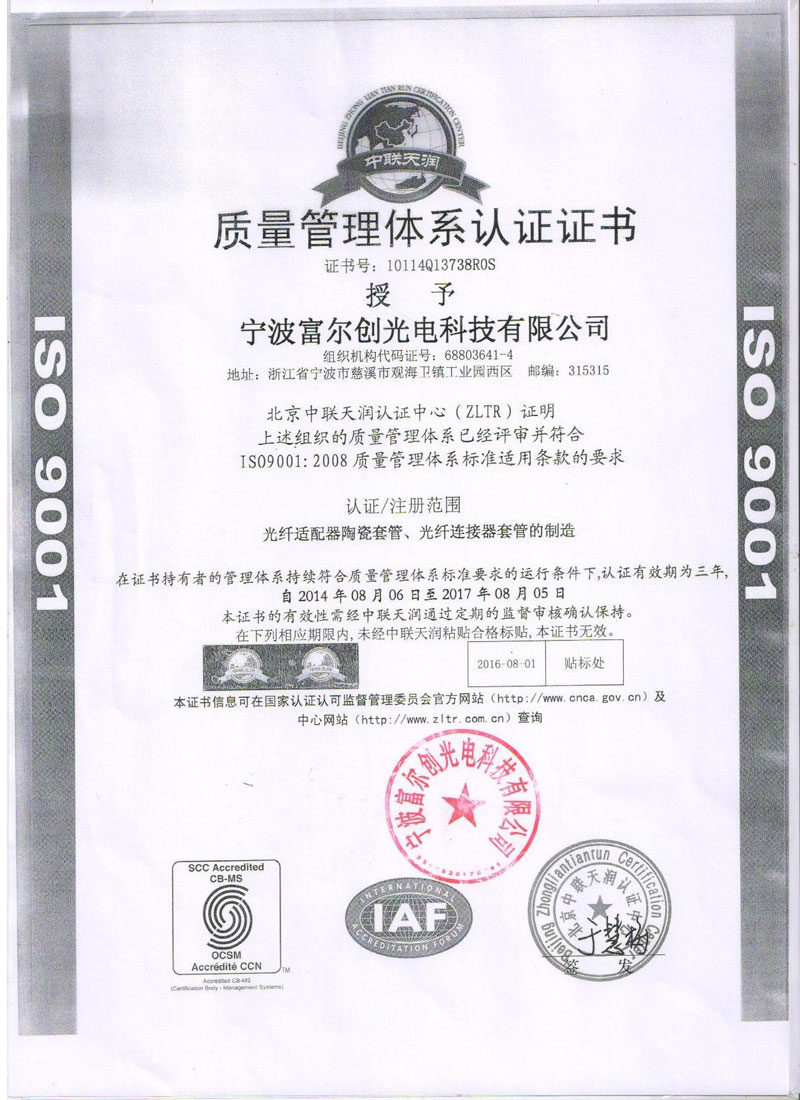 BEIJING ZHONG LIAN TIAN RUN CERTIFICATION CENTER
中联天润
质量管理体系认证证书
证书号：10114Q13738R0S
授 予
宁波富尔创光电科技有限公司
组织机构代码证号：68803641-4
地址：浙江省宁波市慈溪市观海卫镇工业园西区 邮编：315315
北京中联天润认证中心（ZLTR）证明
上述组织的质量管理体系已经评审并符合
ISO9001:2008 质量管理体系标准适用条款的要求
认证/注册范围
光纤适配器陶瓷套管、光纤连接器套管的制造
在证书持有者的管理体系持续符合质量管理体系标准要求的运行条件下,认证有效期为三年,
自 2014 年 08 月 06 日至 2017 年 08 月 05 日
本证书的有效性需经中联天润通过定期的监督审核确认保持。
在下列相应期限内,未经中联天润粘贴合格标贴,本证书无效。
2016-08-01 贴标处
本证书信息可在国家认证认可监督管理委员会官方网站（http://www.cnca.gov.cn）及
中心网站（http://www.zltr.com.cn）查询
ISO 9001
ISO 9001
宁波富尔创光电科技有限公司
SCC Accredited
CB-MS
OCSM
Accrédité CCN
TM
Accredited CB-MS
(Certification Body - Management Systems)
INTERNATIONAL
IAF
ACCREDITATION FORUM
Beijing Zhongliantianrun Certification Center
北京中联天润认证中心
签 发